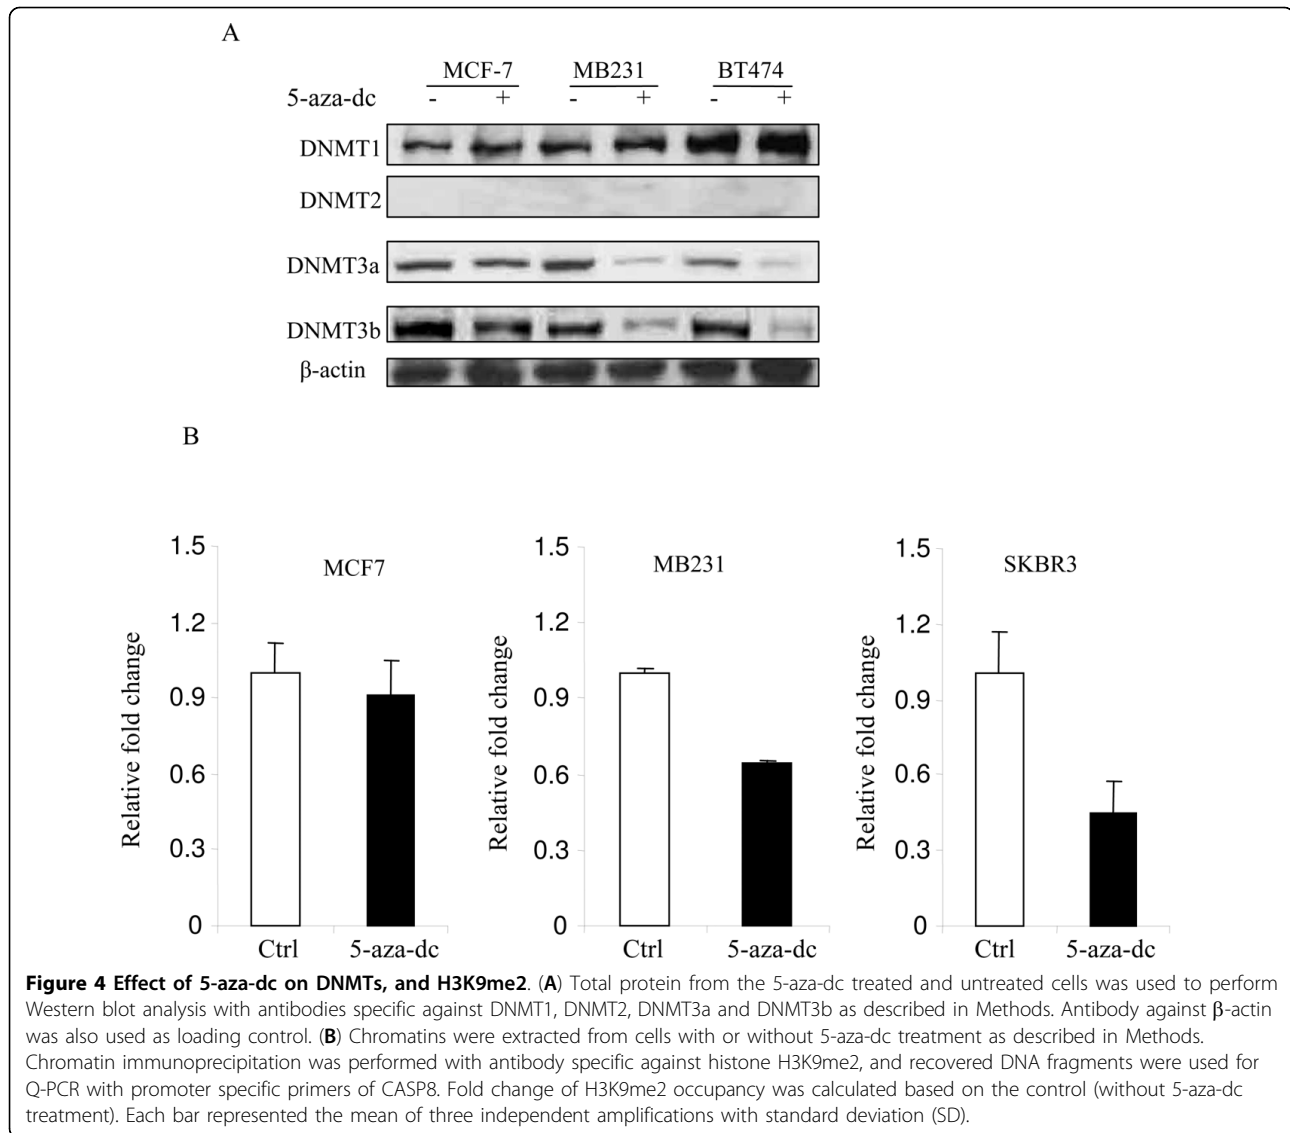 A
MCF-7 MB231 BT474
5-aza-dc - + - + - +
DNMT1
DNMT2
DNMT3a
DNMT3b
β-actin
B
1.5
1.2
0.9
0.6
0.3
0
Relative fold change
MCF7
Ctrl 5-aza-dc
1.5
1.2
0.9
0.6
0.3
0
Relative fold change
MB231
Ctrl 5-aza-dc
1.5
1.2
0.9
0.6
0.3
0
Relative fold change
SKBR3
Ctrl 5-aza-dc
Figure 4 Effect of 5-aza-dc on DNMTs, and H3K9me2. (A) Total protein from the 5-aza-dc treated and untreated cells was used to perform
Western blot analysis with antibodies specific against DNMT1, DNMT2, DNMT3a and DNMT3b as described in Methods. Antibody against β-actin
was also used as loading control. (B) Chromatins were extracted from cells with or without 5-aza-dc treatment as described in Methods.
Chromatin immunoprecipitation was performed with antibody specific against histone H3K9me2, and recovered DNA fragments were used for
Q-PCR with promoter specific primers of CASP8. Fold change of H3K9me2 occupancy was calculated based on the control (without 5-aza-dc
treatment). Each bar represented the mean of three independent amplifications with standard deviation (SD).